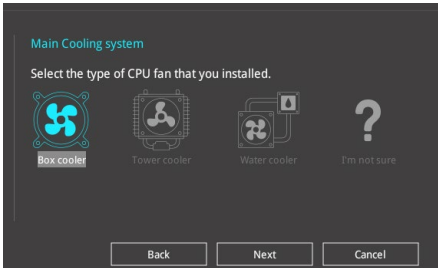 Main Cooling system
Select the type of CPU fan that you installed.
Box cooler Tower cooler Water cooler I'm not sure
Back Next Cancel